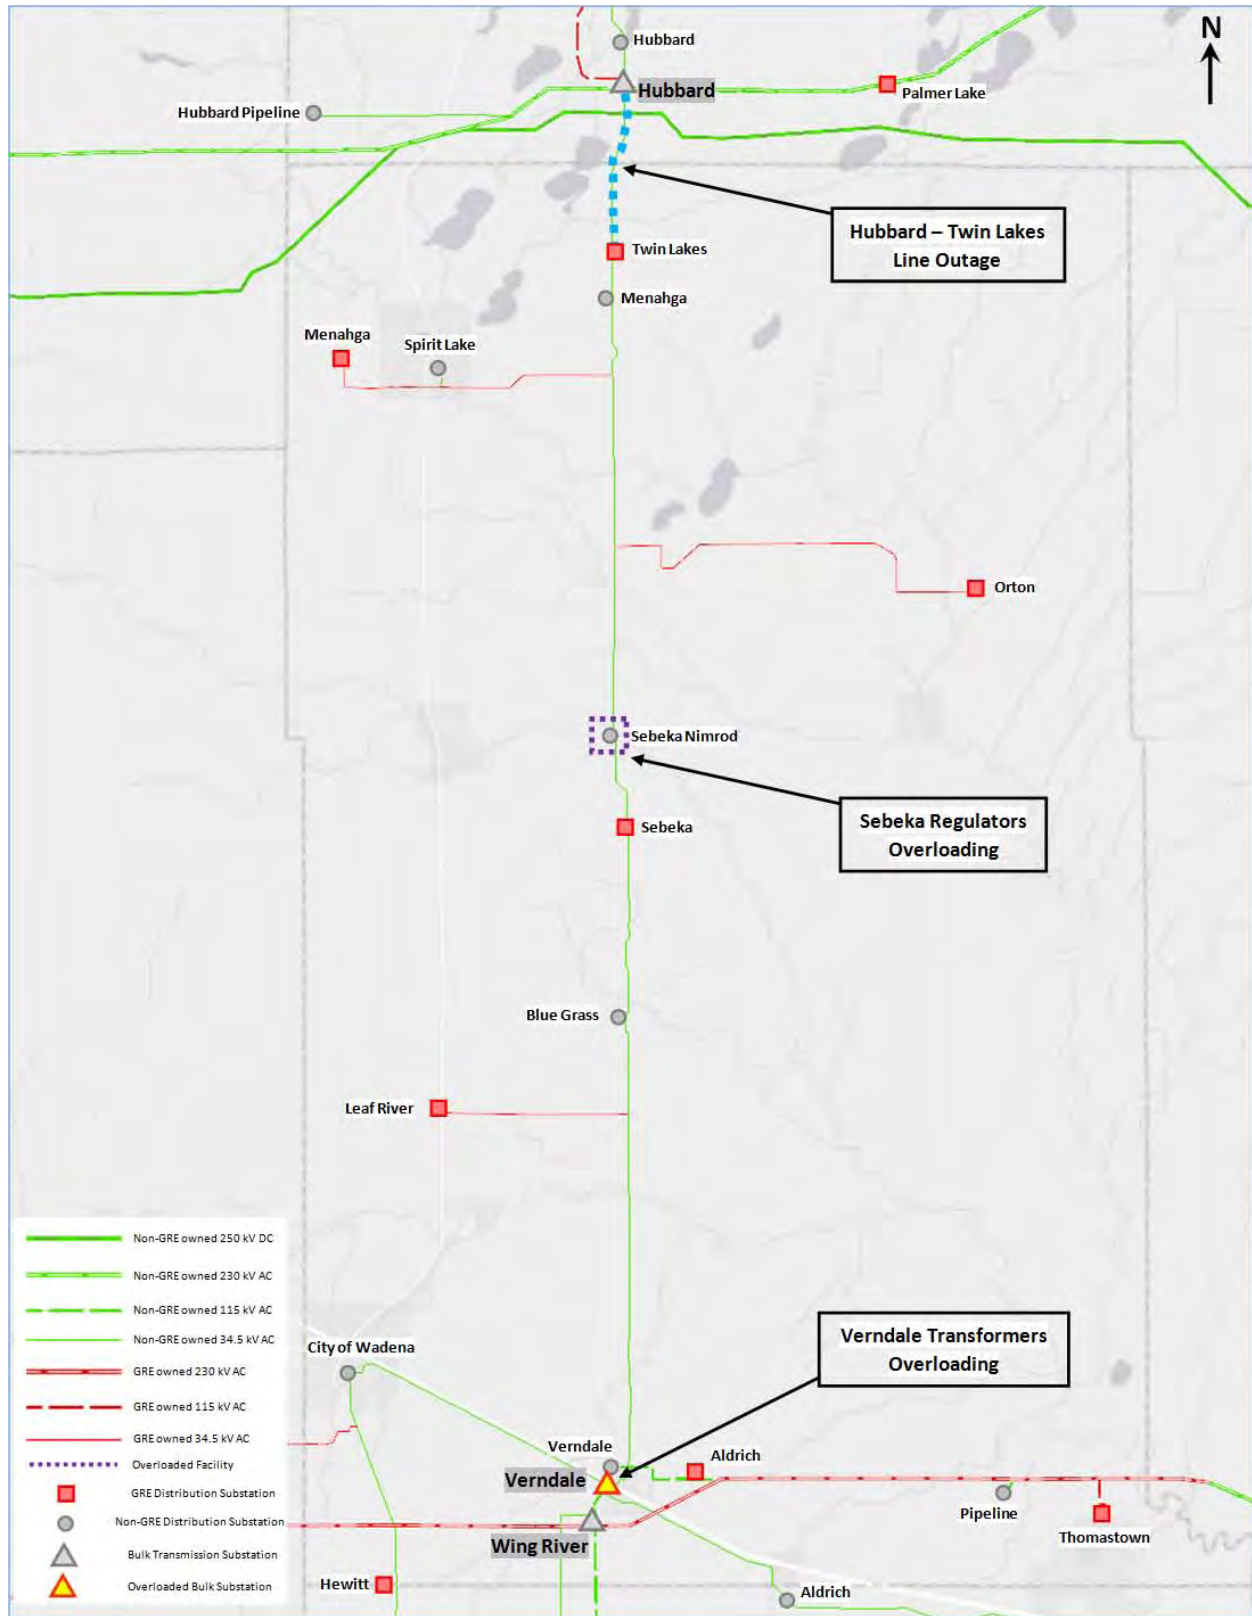 N
Hubbard
Hubbard
Palmer Lake
Hubbard Pipeline
Hubbard – Twin Lakes
Line Outage
Twin Lakes
Menahga
Menahga
Spirit Lake
Orton
Sebeka Nimrod
Sebeka Regulators
Overloading
Sebeka
Blue Grass
Leaf River
Non-GRE owned 250 kV DC
Non-GRE owned 230 kV AC
Non-GRE owned 115 kV AC
Non-GRE owned 34.5 kV AC
GRE owned 230 kV AC
GRE owned 115 kV AC
GRE owned 34.5 kV AC
Overloaded Facility
GRE Distribution Substation
Non-GRE Distribution Substation
Bulk Transmission Substation
Overloaded Bulk Substation
City of Wadena
Verndale Transformers
Overloading
Verndale
Aldrich
Verndale
Pipeline
Thomastown
Wing River
Hewitt
Aldrich